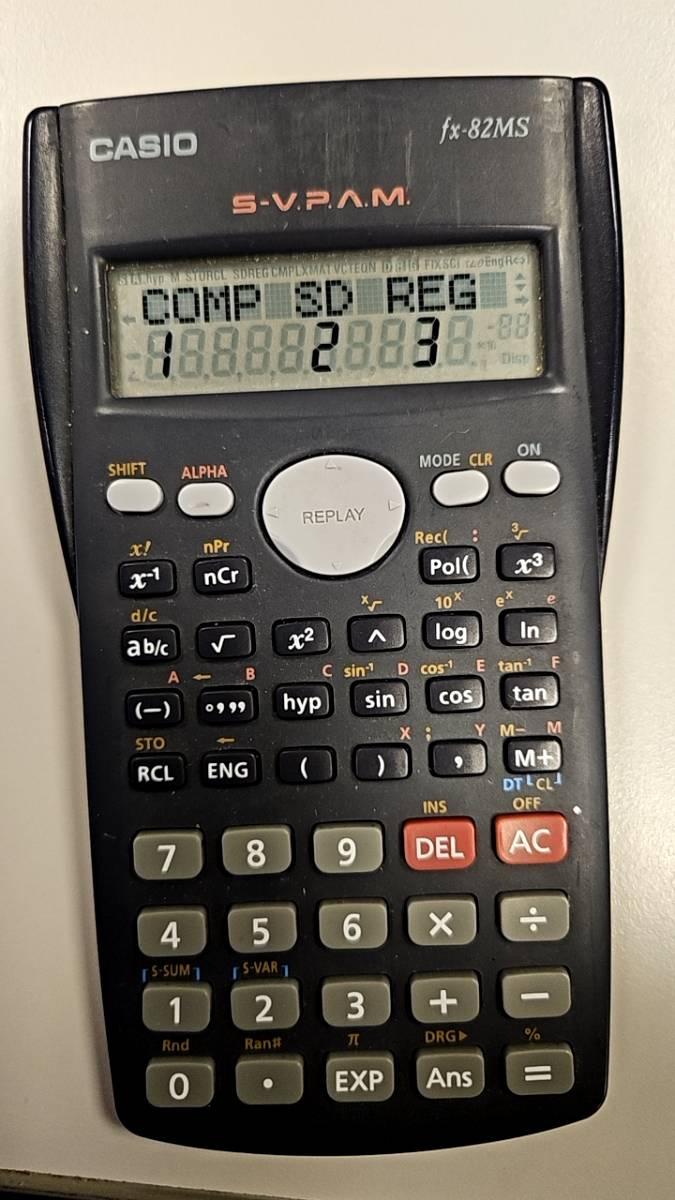 CASIO fx-82MS
S-V.P.A.M.
COMP SD REG
1 2 3
Disp
SHIFT ALPHA MODE CLR ON
REPLAY
x! nPr Rec( : ³√
x⁻¹ nCr Pol( x³
d/c ˣ√ 10ˣ eˣ e
ab/c √ x² ^ log ln
A ← B C sin⁻¹ D cos⁻¹ E tan⁻¹ F
(−) °,,, hyp sin cos tan
STO ← X ; Y M− M
RCL ENG ( ) , M+
DT CL
INS OFF
7 8 9 DEL AC
4 5 6 × ÷
S-SUM S-VAR
1 2 3 + −
Rnd Ran# π DRG▶ %
0 • EXP Ans =